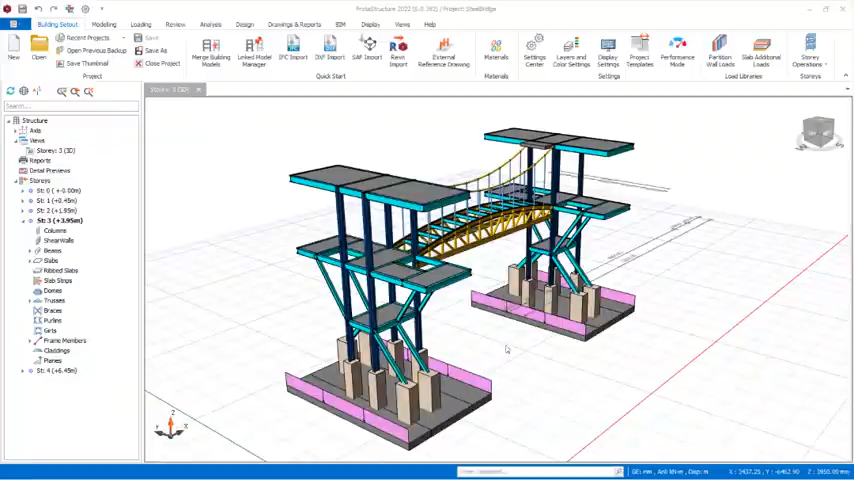 ProtaStructure 2022 (6.0.392) / Project: SteelBridge
Building Setout Modeling Loading Review Analysis Design Drawings & Reports BIM Display Views Help
New
Open
Recent Projects
Open Previous Backup
Save Thumbnail
Save
Save As
Close Project
Project
Merge Building Models
Linked Model Manager
IFC Import
DXF Import
SAF Import
Revit Import
External Reference Drawing
Quick Start
Materials
Materials
Settings Center
Layers and Color Settings
Display Settings
Project Templates
Performance Mode
Settings
Partition Wall Loads
Slab Additional Loads
Load Libraries
Storey Operations
Storeys
Storey: 3 (3D)
Search...
Structure
Axis
Views
Storey: 3 (3D)
Reports
Detail Previews
Storeys
St: 0 (+-0.00m)
St: 1 (+0.45m)
St: 2 (+1.95m)
St: 3 (+3.95m)
Columns
ShearWalls
Beams
Slabs
Ribbed Slabs
Slab Strips
Domes
Trusses
Braces
Purlins
Girts
Frame Members
Claddings
Planes
St: 4 (+6.45m)
Z
Y X